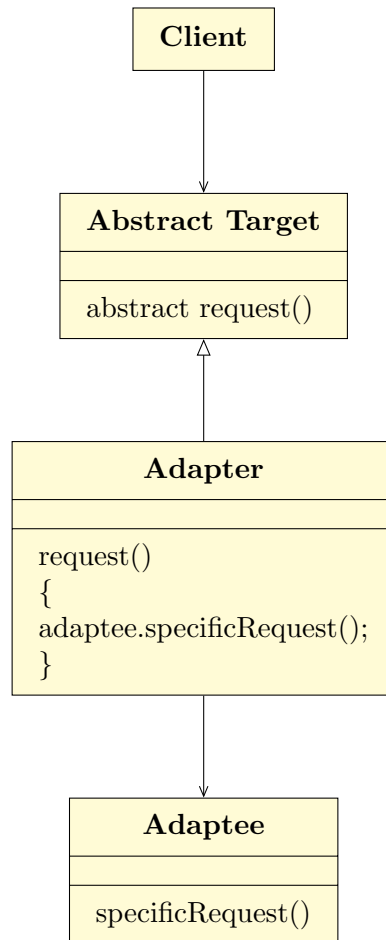 Client
Abstract Target
abstract request()
Adapter
request()
{
adaptee.specificRequest();
}
Adaptee
specificRequest()